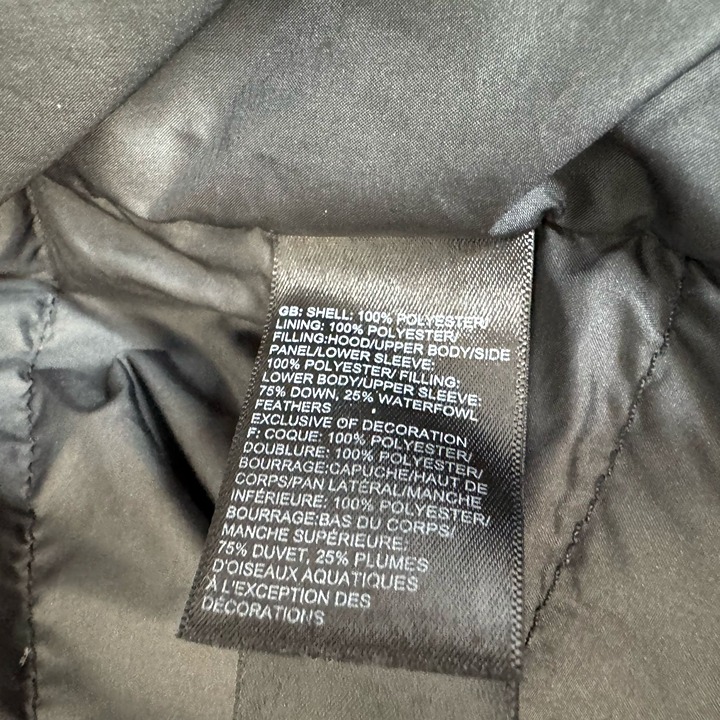 GB: SHELL: 100% POLYESTER/
LINING: 100% POLYESTER/
FILLING:HOOD/UPPER BODY/SIDE
PANEL/LOWER SLEEVE:
100% POLYESTER/ FILLING:
LOWER BODY/UPPER SLEEVE:
75% DOWN, 25% WATERFOWL
FEATHERS
EXCLUSIVE OF DECORATION
F: COQUE: 100% POLYESTER/
DOUBLURE: 100% POLYESTER/
BOURRAGE:CAPUCHE/HAUT DE
CORPS/PAN LATÉRAL/MANCHE
INFÉRIEURE: 100% POLYESTER/
BOURRAGE:BAS DU CORPS/
MANCHE SUPÉRIEURE:
75% DUVET, 25% PLUMES
D'OISEAUX AQUATIQUES
À L'EXCEPTION DES
DÉCORATIONS